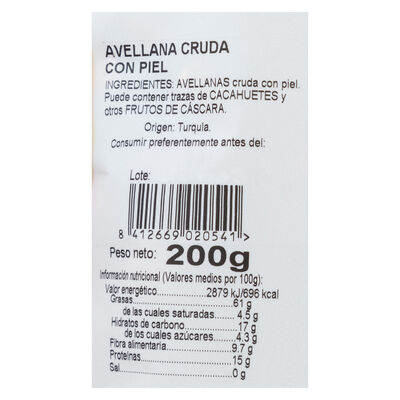 AVELLANA CRUDA
CON PIEL
INGREDIENTES: AVELLANAS cruda con piel.
Puede contener trazas de CACAHUETES y
otros FRUTOS DE CÁSCARA.
Origen: Turquía.
Consumir preferentemente antes del:
Lote:
8 412669 020541 >
Peso neto: 200g
Información nutricional (Valores medios por 100g):
Valor energético 2879 kJ/696 kcal
Grasas 61 g
de las cuales saturadas 4.5 g
Hidratos de carbono 17 g
de los cuales azúcares 4.3 g
Fibra alimentaria 9.7 g
Proteinas 15 g
Sal 0 g